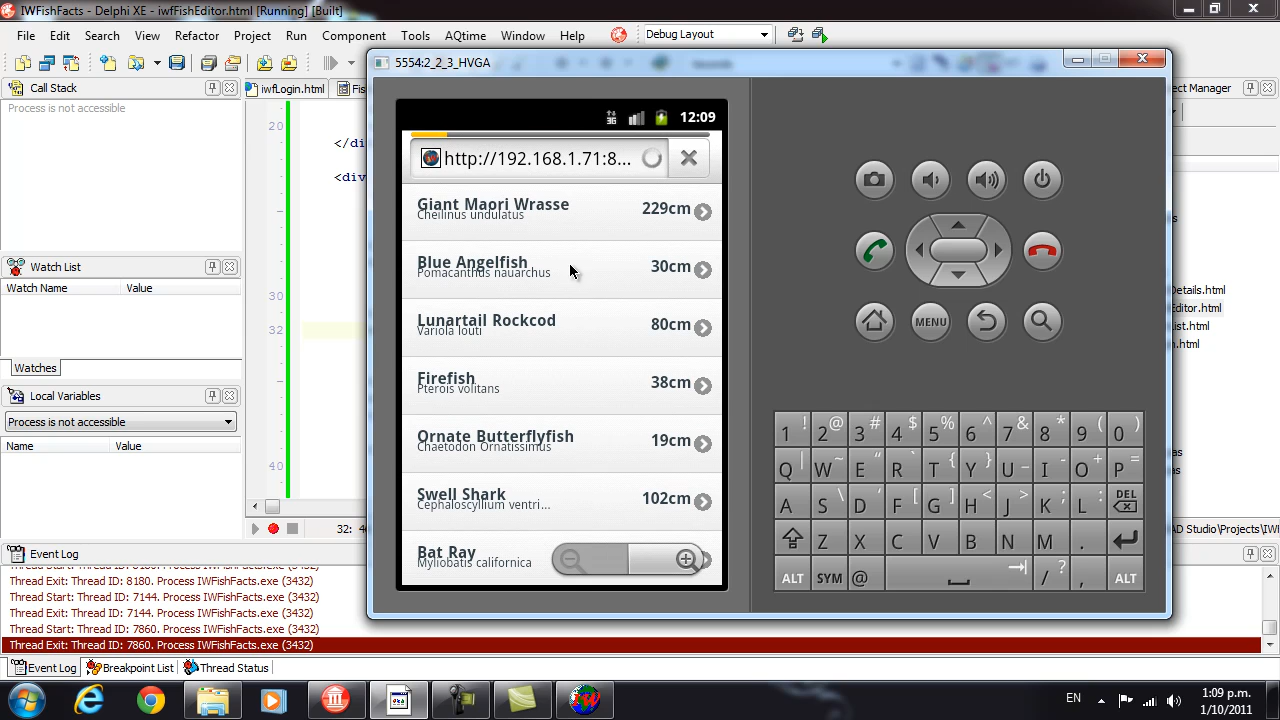 IWFishFacts - Delphi XE - iwfFishEditor.html [Running] [Built]
File Edit Search View Refactor Project Run Component Tools AQtime Window Help Debug Layout
5554:2_2_3_HVGA
Call Stack
iwfLogin.html
Process is not accessible
20
</di
<div
30
32
40
Watch List
Watch Name Value
Watches
Local Variables
Process is not accessible
Name Value
32: 4
3G 12:09
http://192.168.1.71:8...
Giant Maori Wrasse
229cm
Cheilinus undulatus
Blue Angelfish
30cm
Pomacanthus nauarchus
Lunartail Rockcod
80cm
Variola louti
Firefish
38cm
Pterois volitans
Ornate Butterflyfish
19cm
Chaetodon Ornatissimus
Swell Shark
102cm
Cephaloscyllium ventri...
Bat Ray
Myliobatis californica
MENU
1 ! 2 @ 3 # 4 $ 5 % 6 ^ 7 & 8 * 9 ( 0 )
Q | W ~ E " R ` T { Y } U _ I - O + P =
A S \ D ' F [ G ] H < J > K ; L : DEL
Z X C V B N M .
ALT SYM @ / ? , ALT
Manager
Details.html
Editor.html
ist.html
n.html
AD Studio\Projects\IW
Event Log
Thread Exit: Thread ID: 8180. Process IWFishFacts.exe (3432)
Thread Start: Thread ID: 7144. Process IWFishFacts.exe (3432)
Thread Exit: Thread ID: 7144. Process IWFishFacts.exe (3432)
Thread Start: Thread ID: 7860. Process IWFishFacts.exe (3432)
Thread Exit: Thread ID: 7860. Process IWFishFacts.exe (3432)
Event Log Breakpoint List Thread Status
EN
1:09 p.m.
1/10/2011